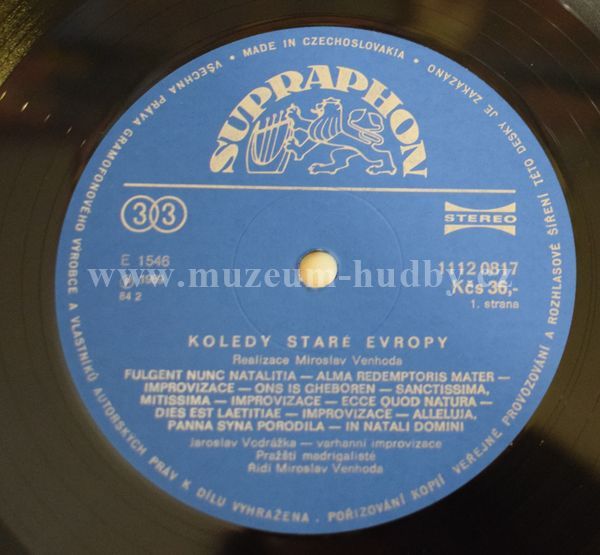 VŠECHNA PRÁVA GRAMOFONOVÉHO VÝROBCE A VLASTNÍKŮ AUTORSKÝCH PRÁV K DÍLU VYHRAŽENA . POŘIZOVÁNÍ KOPIÍ VEŘEJNÉ PROVOZOVÁNÍ A ROZHLASOVÉ ŠÍŘENÍ TÉTO DESKY JE ZAKÁZÁNO
• MADE IN CZECHOSLOVAKIA •
SUPRAPHON
33
STEREO
E 1546
1112 0817
www.muzeum-hudby.cz
Kčs 36,-
84 2
1. strana
KOLEDY STARÉ EVROPY
Realizace Miroslav Venhoda
FULGENT NUNC NATALITIA — ALMA REDEMPTORIS MATER —
IMPROVIZACE — ONS IS GHEBOREN — SANCTISSIMA,
MITISSIMA — IMPROVIZACE — ECCE QUOD NATURA —
DIES EST LAETITIAE — IMPROVIZACE — ALLELUJA,
PANNA SYNA PORODILA — IN NATALI DOMINI
Jaroslav Vodrážka — varhanní improvizace
Pražští madrigalisté
Řídí Miroslav Venhoda